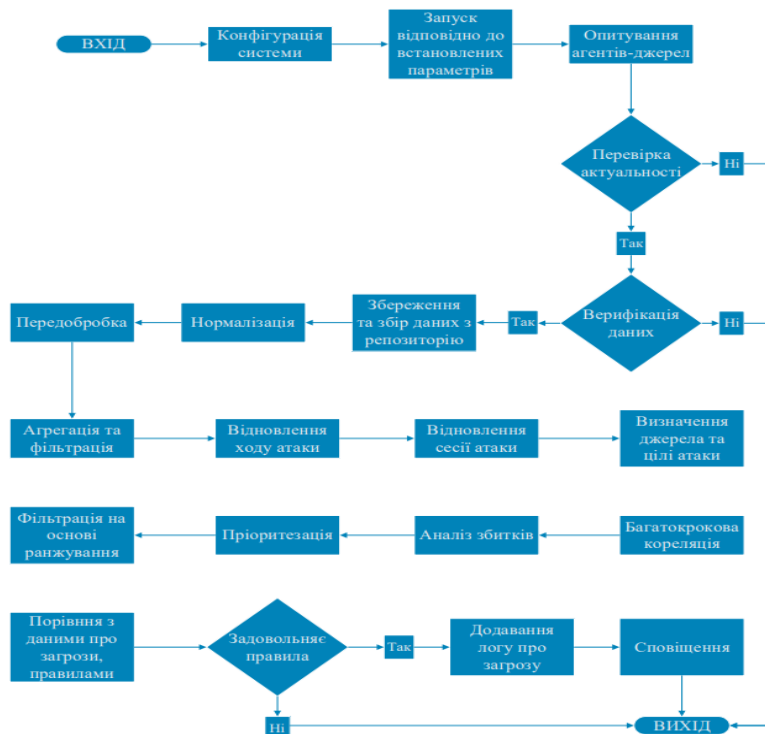 ВХІД
Конфігурація
системи
Запуск
відповідно до
встановлених
параметрів
Опитування
агентів-джерел
Перевірка
актуальності
Ні
Так
Верифікація
даних
Ні
Так
Збереження
та збір даних з
репозиторію
Нормалізація
Передобробка
Агрегація та
фільтрація
Відновлення
ходу атаки
Відновлення
сесії атаки
Визначення
джерела та
цілі атаки
Багатокрокова
кореляція
Аналіз збитків
Пріоритезація
Фільтрація на
основі
ранжування
Порівння з
даними про
загрози,
правилами
Задовольняє
правила
Так
Додавання
логу про
загрозу
Сповіщення
Ні
ВИХІД